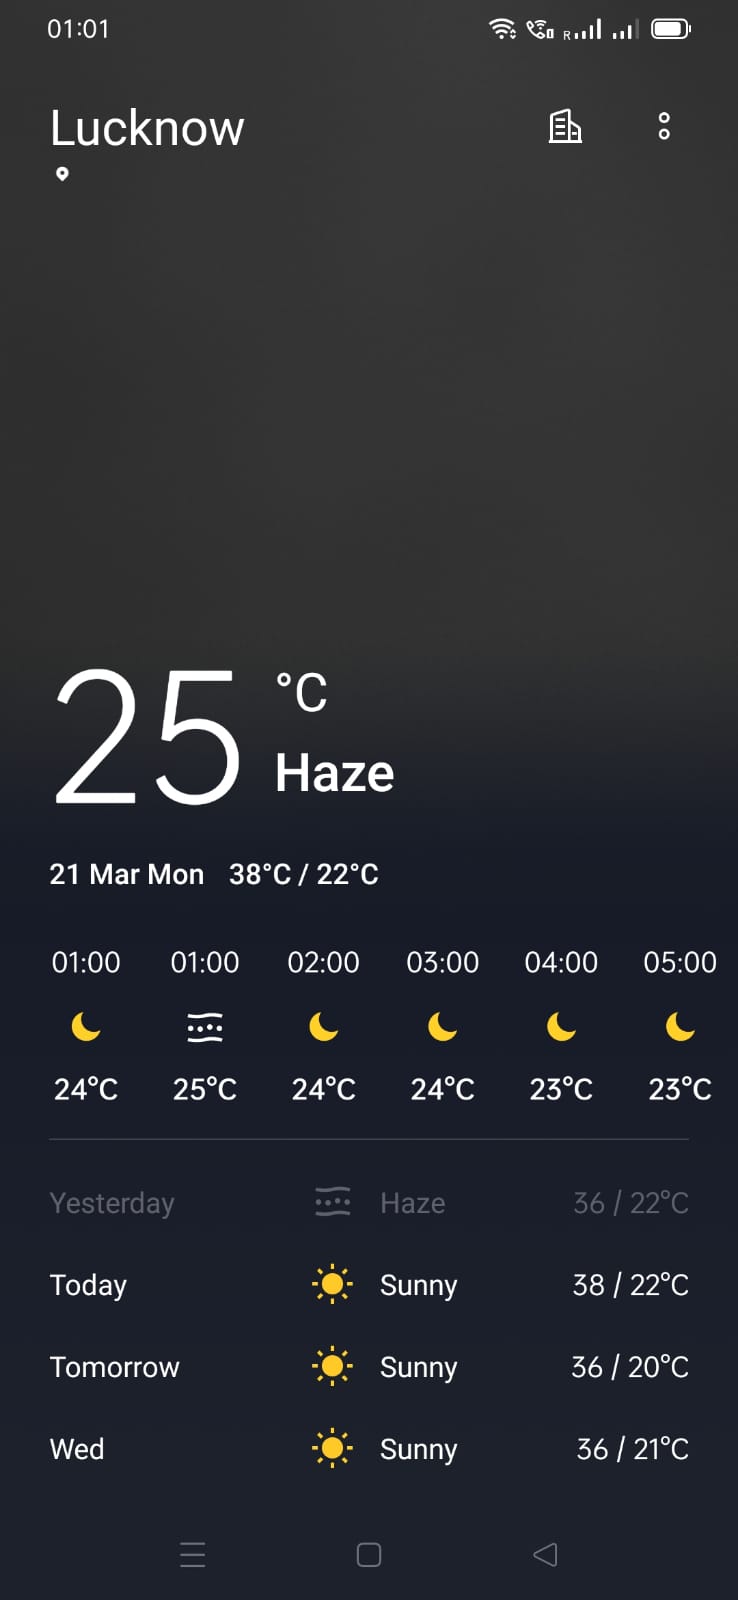 01:01
R
Lucknow
25 °C
Haze
21 Mar Mon 38°C / 22°C
01:00 01:00 02:00 03:00 04:00 05:00
24°C 25°C 24°C 24°C 23°C 23°C
Yesterday Haze 36 / 22°C
Today Sunny 38 / 22°C
Tomorrow Sunny 36 / 20°C
Wed Sunny 36 / 21°C